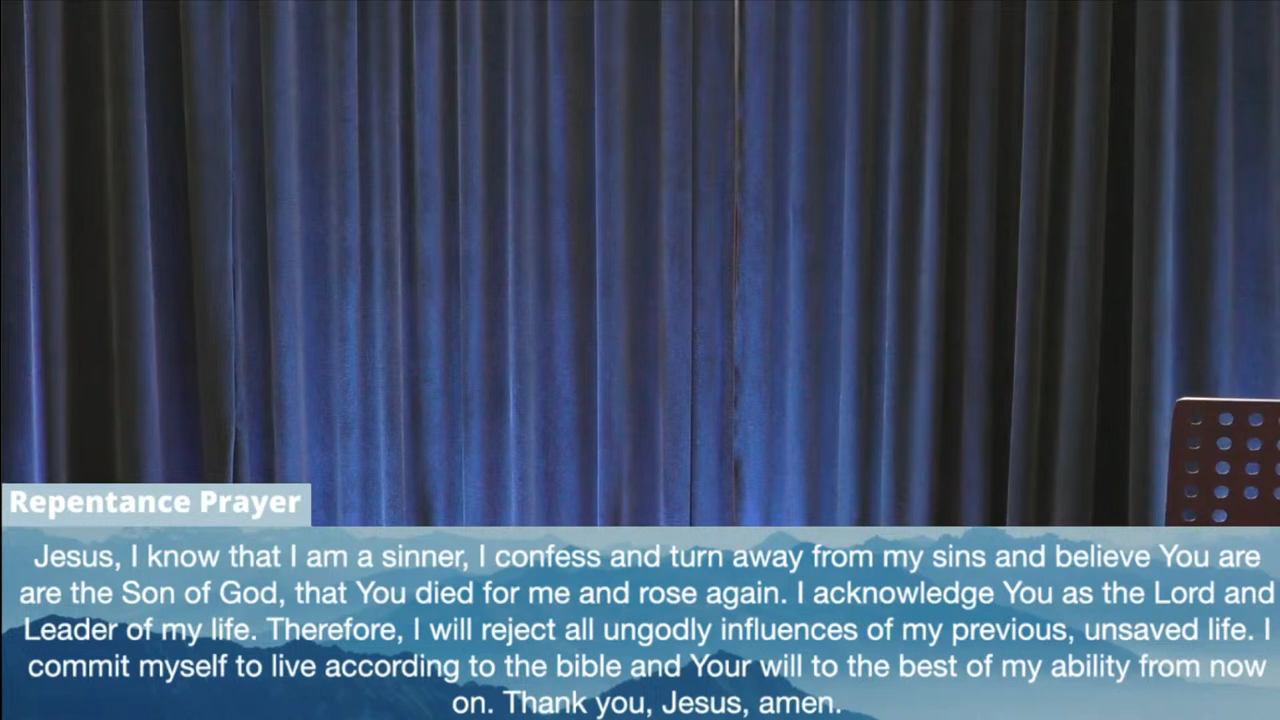 Repentance Prayer
Jesus, I know that I am a sinner, I confess and turn away from my sins and believe You are
are the Son of God, that You died for me and rose again. I acknowledge You as the Lord and
Leader of my life. Therefore, I will reject all ungodly influences of my previous, unsaved life. I
commit myself to live according to the bible and Your will to the best of my ability from now
on. Thank you, Jesus, amen.